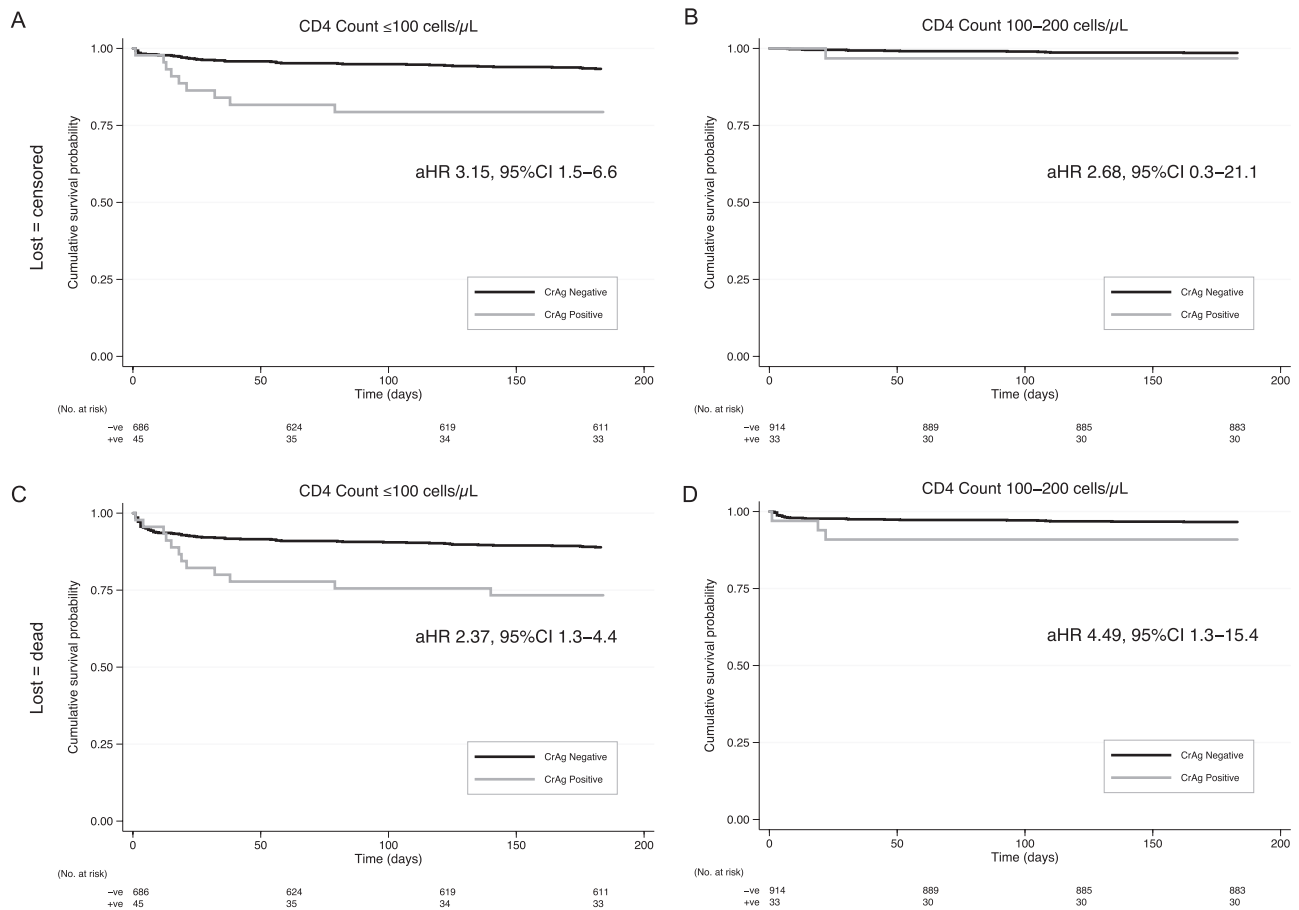 A
CD4 Count ≤100 cells/µL
Lost = censored
Cumulative survival probability
1.00
0.75
0.50
0.25
0.00
aHR 3.15, 95%CI 1.5–6.6
CrAg Negative
CrAg Positive
0 50 100 150 200
Time (days)
(No. at risk)
−ve 686 624 619 611
+ve 45 35 34 33
B
CD4 Count 100–200 cells/µL
Cumulative survival probability
1.00
0.75
0.50
0.25
0.00
aHR 2.68, 95%CI 0.3–21.1
CrAg Negative
CrAg Positive
0 50 100 150 200
Time (days)
(No. at risk)
−ve 914 889 885 883
+ve 33 30 30 30
C
CD4 Count ≤100 cells/µL
Lost = dead
Cumulative survival probability
1.00
0.75
0.50
0.25
0.00
aHR 2.37, 95%CI 1.3–4.4
CrAg Negative
CrAg Positive
0 50 100 150 200
Time (days)
(No. at risk)
−ve 686 624 619 611
+ve 45 35 34 33
D
CD4 Count 100–200 cells/µL
Cumulative survival probability
1.00
0.75
0.50
0.25
0.00
aHR 4.49, 95%CI 1.3–15.4
CrAg Negative
CrAg Positive
0 50 100 150 200
Time (days)
(No. at risk)
−ve 914 889 885 883
+ve 33 30 30 30